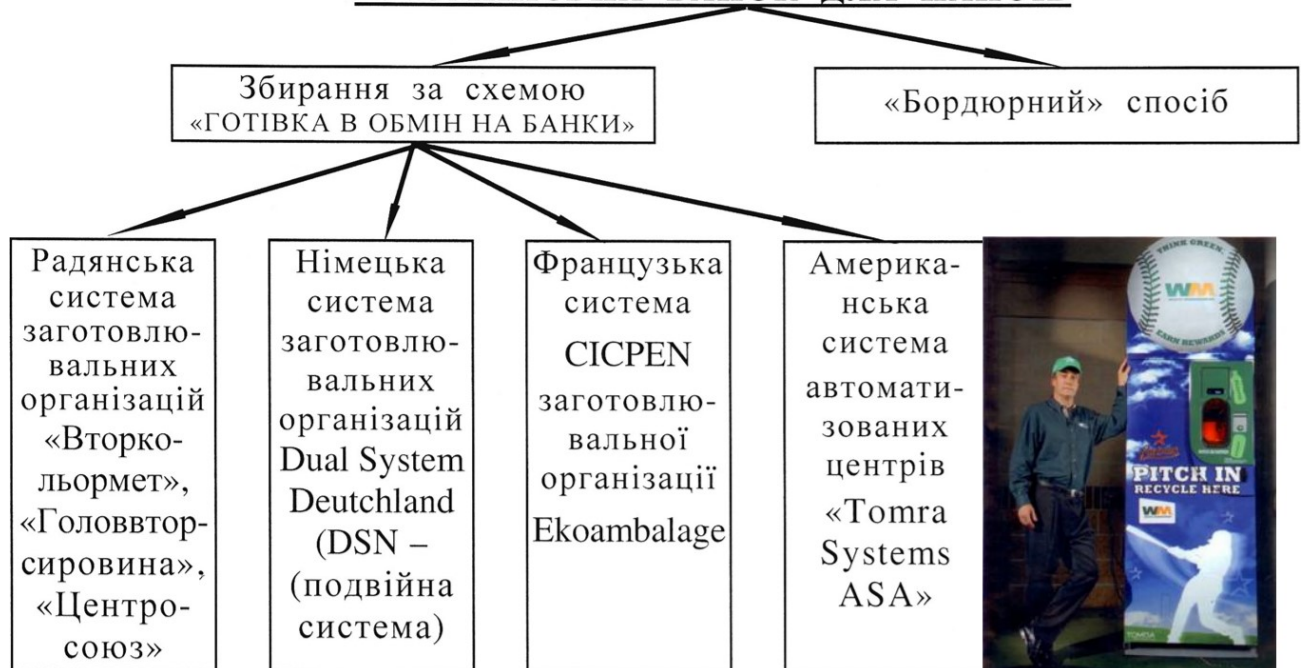 Збирання за схемою
«ГОТІВКА В ОБМІН НА БАНКИ»
«Бордюрний» спосіб
Радянська
система
заготовлю-
вальних
організацій
«Вторко-
льормет»,
«Головвтор-
сировина»,
«Центро-
союз»
Німецька
система
заготовлю-
вальних
організацій
Dual System
Deutchland
(DSN –
(подвійна
система)
Французька
система
CICPEN
заготовлю-
вальної
організації
Ekoambalage
Америка-
нська
система
автомати-
зованих
центрів
«Tomra
Systems
ASA»
THINK GREEN.
WM
EARN REWARDS
PITCH IN
RECYCLE HERE
WM
TOMRA